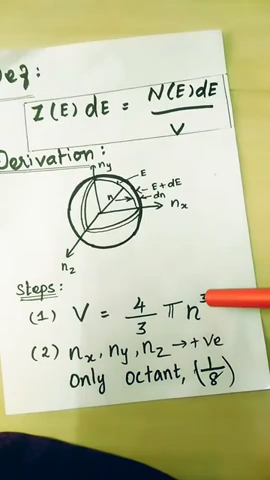 Def:
Z(E) dE = N(E)dE / V
Derivation:
ny
E
E + dE
n
dn
nx
nz
Steps:
(1) V = 4/3 π n³
(2) nx, ny, nz → +ve
Only Octant, (1/8)